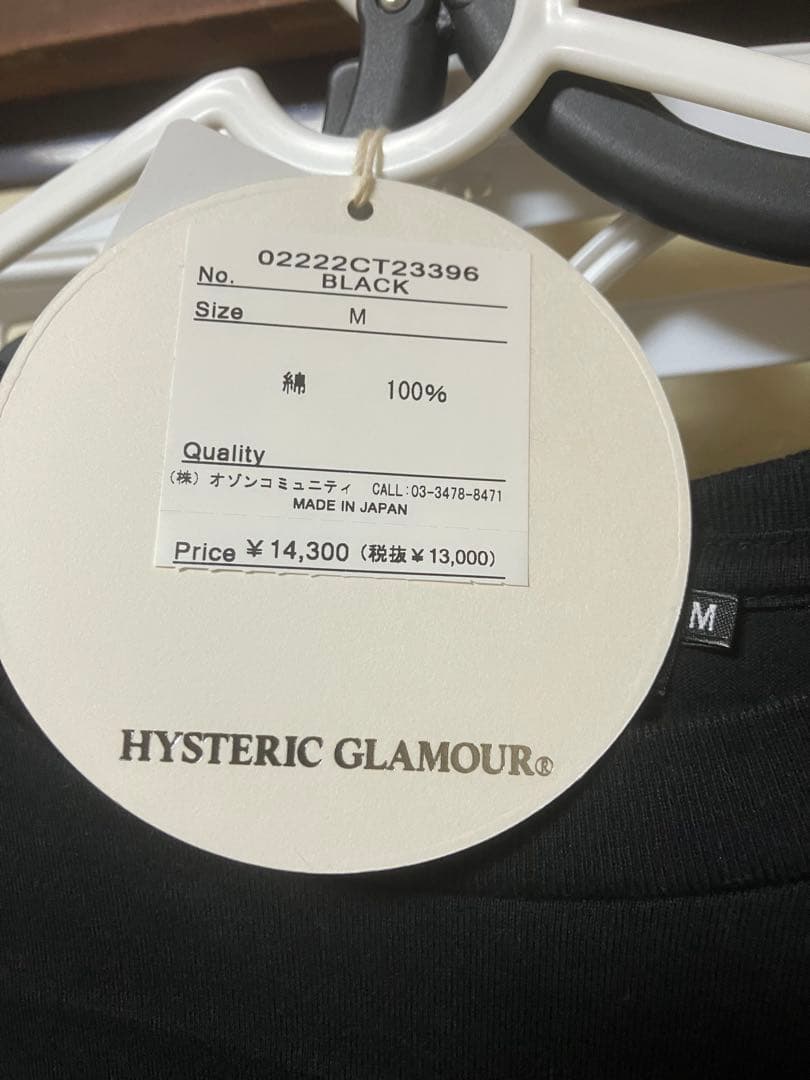 02222CT23396
No. BLACK
Size M
綿 100%
Quality
(株) オゾンコミュニティ CALL:03-3478-8471
MADE IN JAPAN
Price ¥14,300 (税抜¥13,000)
HYSTERIC GLAMOUR®
M